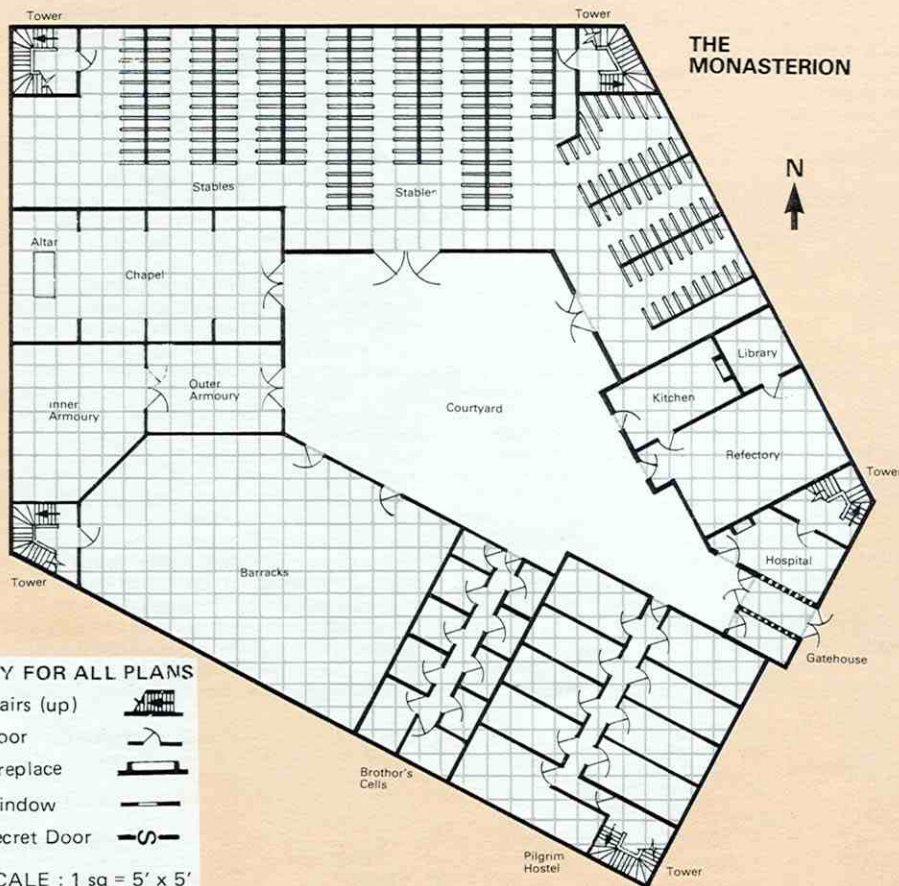 Tower
Tower
THE
MONASTERION
N
Stables
Stables
Altar
Chapel
Library
Kitchen
Outer
Armoury
Inner
Armoury
Courtyard
Refectory
Tower
Hospital
Barracks
Tower
Gatehouse
Y FOR ALL PLANS
airs (up)
oor
replace
indow
ecret Door
S
CALE : 1 sq = 5' x 5'
Brothor's
Cells
Pilgrim
Hostel
Tower